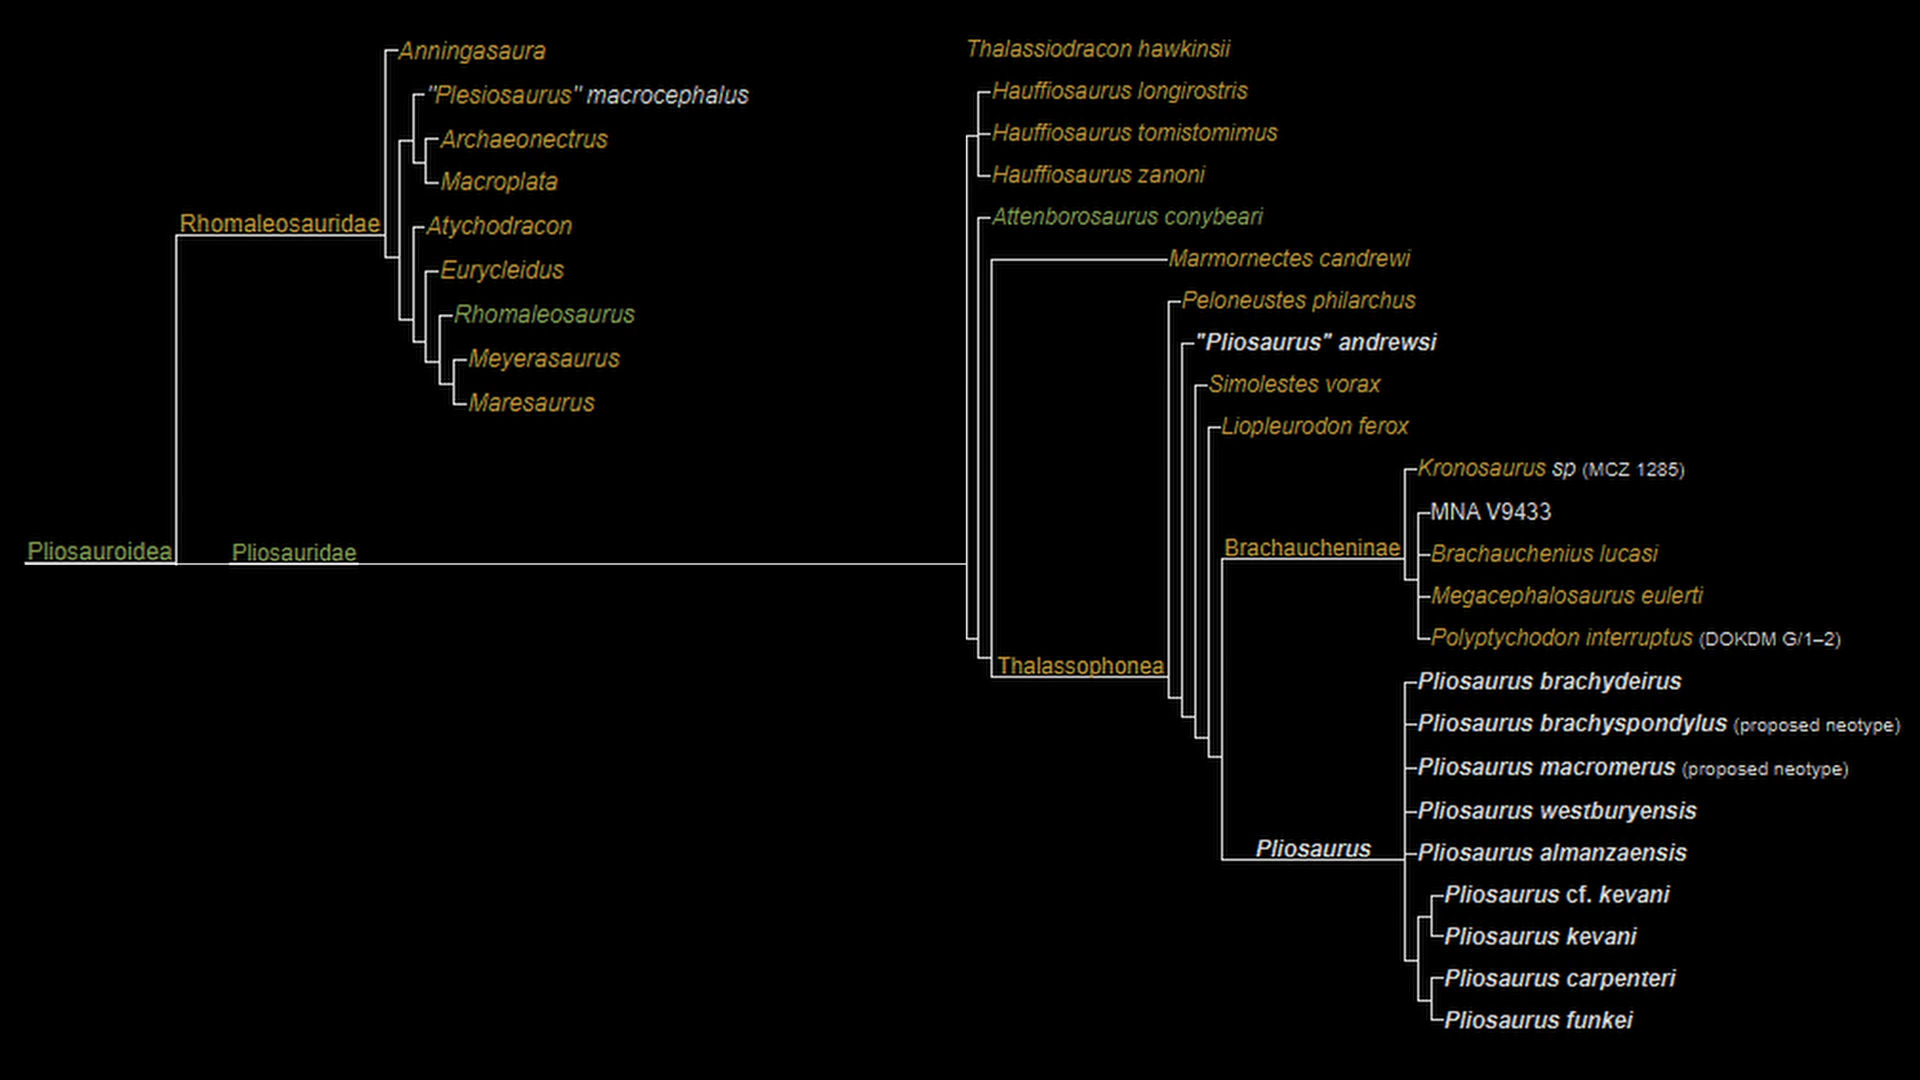 Anningasaura
"Plesiosaurus" macrocephalus
Archaeonectrus
Macroplata
Rhomaleosauridae
Atychodracon
Eurycleidus
Rhomaleosaurus
Meyerasaurus
Maresaurus
Pliosauroidea
Pliosauridae
Thalassiodracon hawkinsii
Hauffiosaurus longirostris
Hauffiosaurus tomistomimus
Hauffiosaurus zanoni
Attenborosaurus conybeari
Marmornectes candrewi
Thalassophonea
Peloneustes philarchus
"Pliosaurus" andrewsi
Simolestes vorax
Liopleurodon ferox
Brachaucheninae
Kronosaurus sp (MCZ 1285)
MNA V9433
Brachauchenius lucasi
Megacephalosaurus eulerti
Polyptychodon interruptus (DOKDM G/1–2)
Pliosaurus
Pliosaurus brachydeirus
Pliosaurus brachyspondylus (proposed neotype)
Pliosaurus macromerus (proposed neotype)
Pliosaurus westburyensis
Pliosaurus almanzaensis
Pliosaurus cf. kevani
Pliosaurus kevani
Pliosaurus carpenteri
Pliosaurus funkei